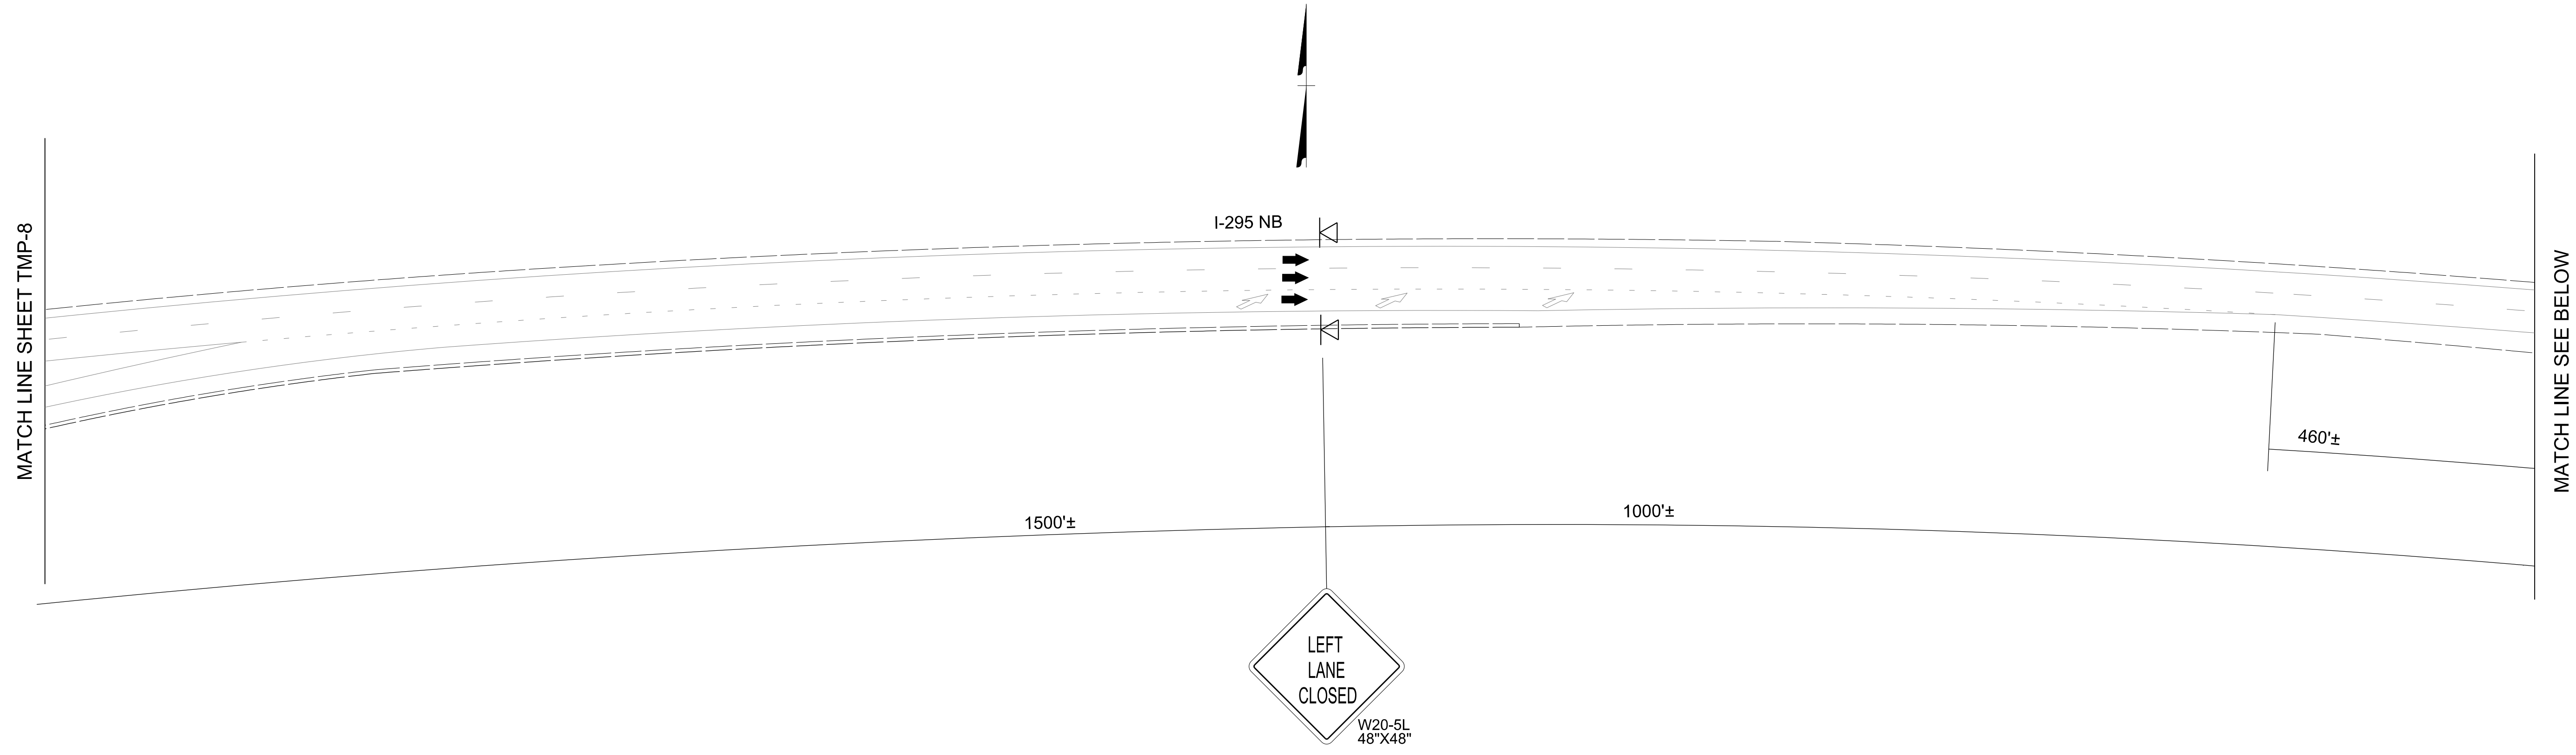 I-295 NB
MATCH LINE SHEET TMP-8
MATCH LINE SEE BELOW
460'±
1500'±
1000'±
LEFT
LANE
CLOSED
W20-5L
48"X48"